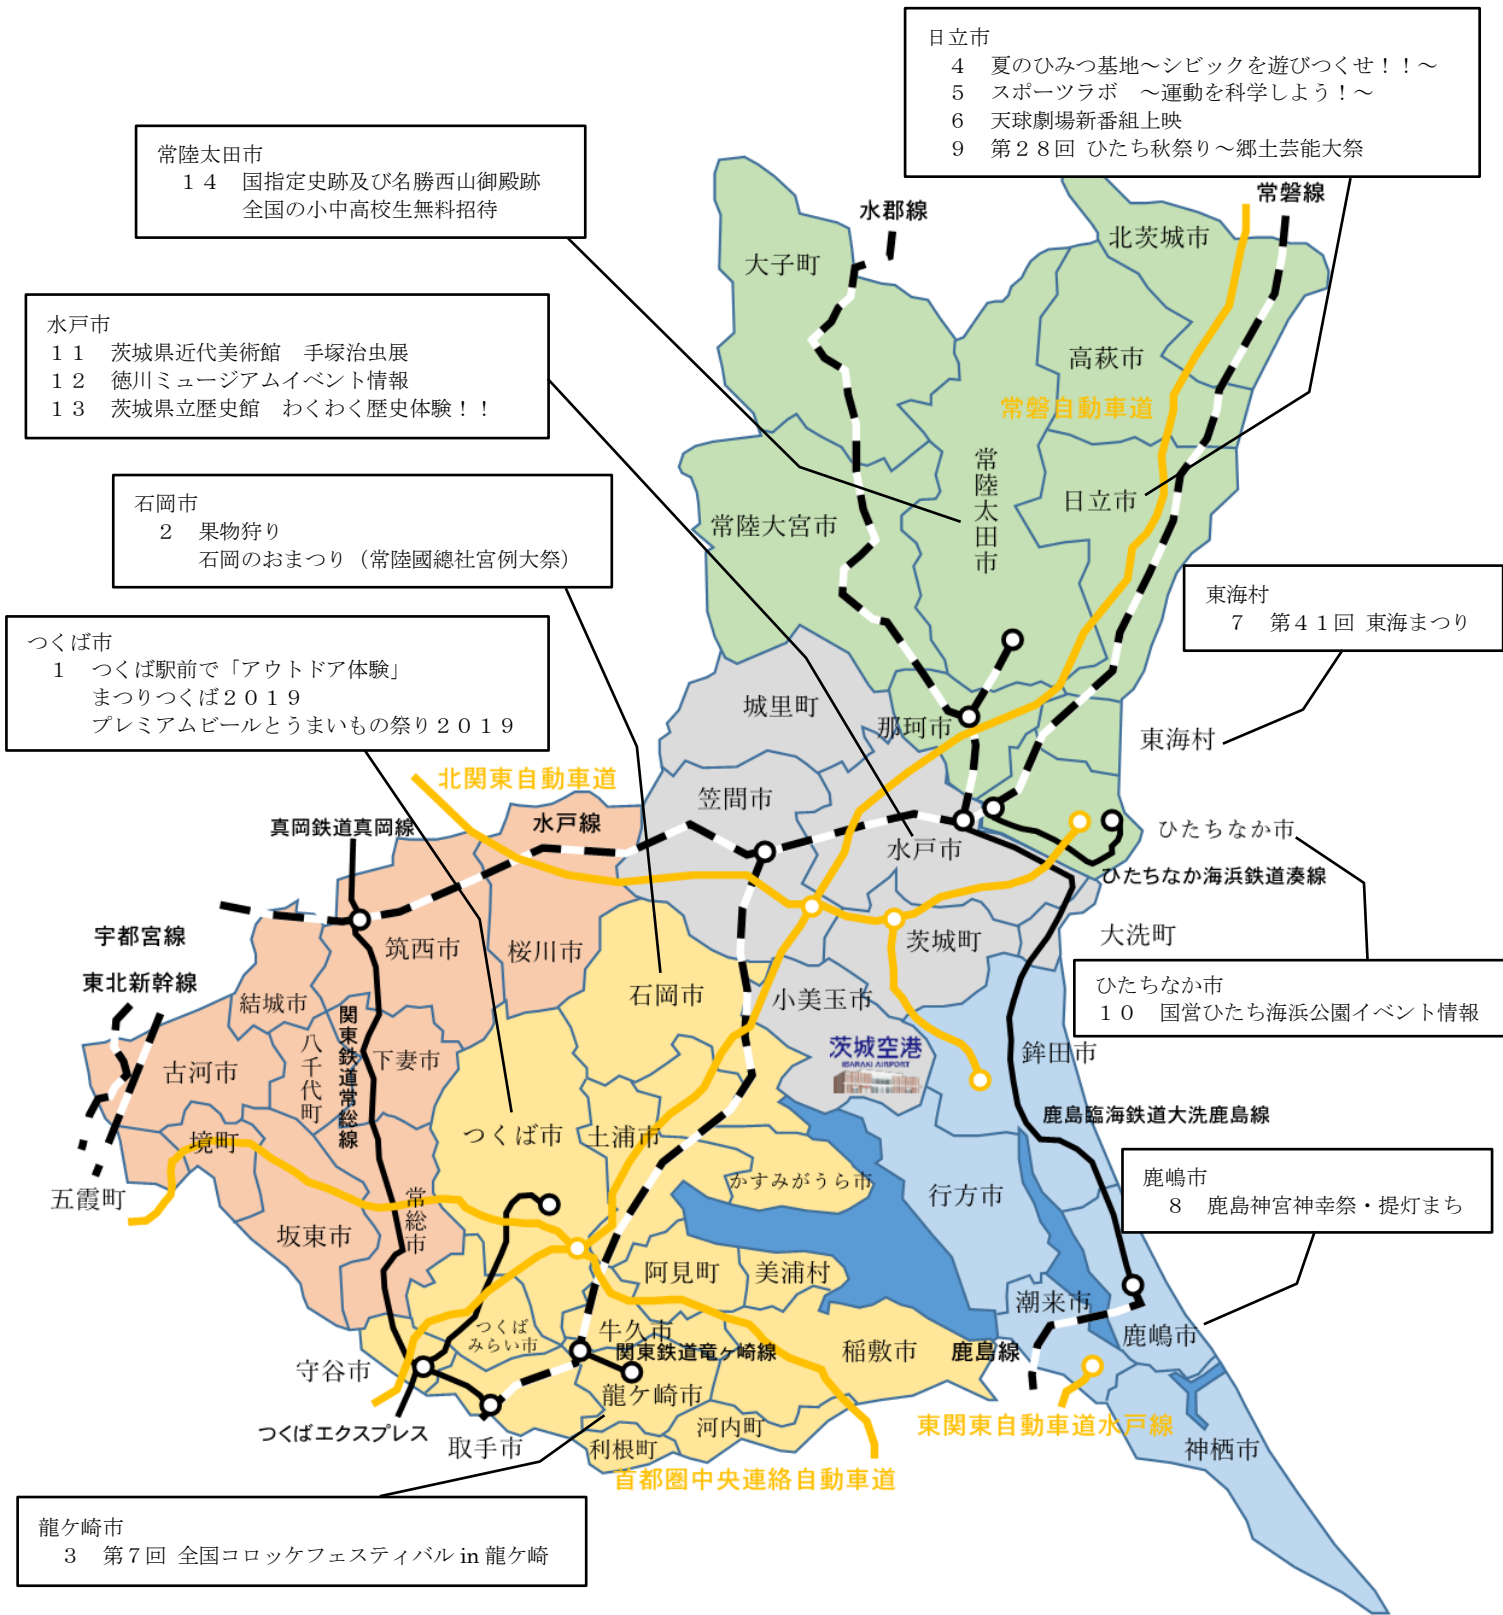 日立市
4 夏のひみつ基地～シビックを遊びつくせ！！～
5 スポーツラボ ～運動を科学しよう！～
6 天球劇場新番組上映
9 第２８回 ひたち秋祭り～郷土芸能大祭
常陸太田市
１４ 国指定史跡及び名勝西山御殿跡
全国の小中高校生無料招待
水戸市
１１ 茨城県近代美術館 手塚治虫展
１２ 徳川ミュージアムイベント情報
１３ 茨城県立歴史館 わくわく歴史体験！！
石岡市
2 果物狩り
石岡のおまつり（常陸國總社宮例大祭）
つくば市
1 つくば駅前で「アウトドア体験」
まつりつくば２０１９
プレミアムビールとうまいもの祭り２０１９
東海村
7 第４１回 東海まつり
ひたちなか市
１０ 国営ひたち海浜公園イベント情報
鹿嶋市
8 鹿島神宮神幸祭・提灯まち
龍ケ崎市
3 第７回 全国コロッケフェスティバル in 龍ケ崎
水郡線
常磐線
北茨城市
大子町
高萩市
常磐自動車道
常陸太田市
日立市
常陸大宮市
城里町
那珂市
東海村
北関東自動車道
笠間市
真岡鉄道真岡線
水戸線
水戸市
ひたちなか市
ひたちなか海浜鉄道湊線
宇都宮線
筑西市
桜川市
茨城町
大洗町
東北新幹線
結城市
石岡市
小美玉市
関東鉄道常総線
八千代町
下妻市
古河市
茨城空港
IBARAKI AIRPORT
鉾田市
鹿島臨海鉄道大洗鹿島線
境町
つくば市
土浦市
かすみがうら市
行方市
五霞町
常総市
坂東市
阿見町
美浦村
潮来市
鹿嶋市
つくば
みらい市
牛久市
関東鉄道竜ヶ崎線
稲敷市
鹿島線
守谷市
龍ケ崎市
つくばエクスプレス
取手市
利根町
河内町
東関東自動車道水戸線
神栖市
首都圏中央連絡自動車道